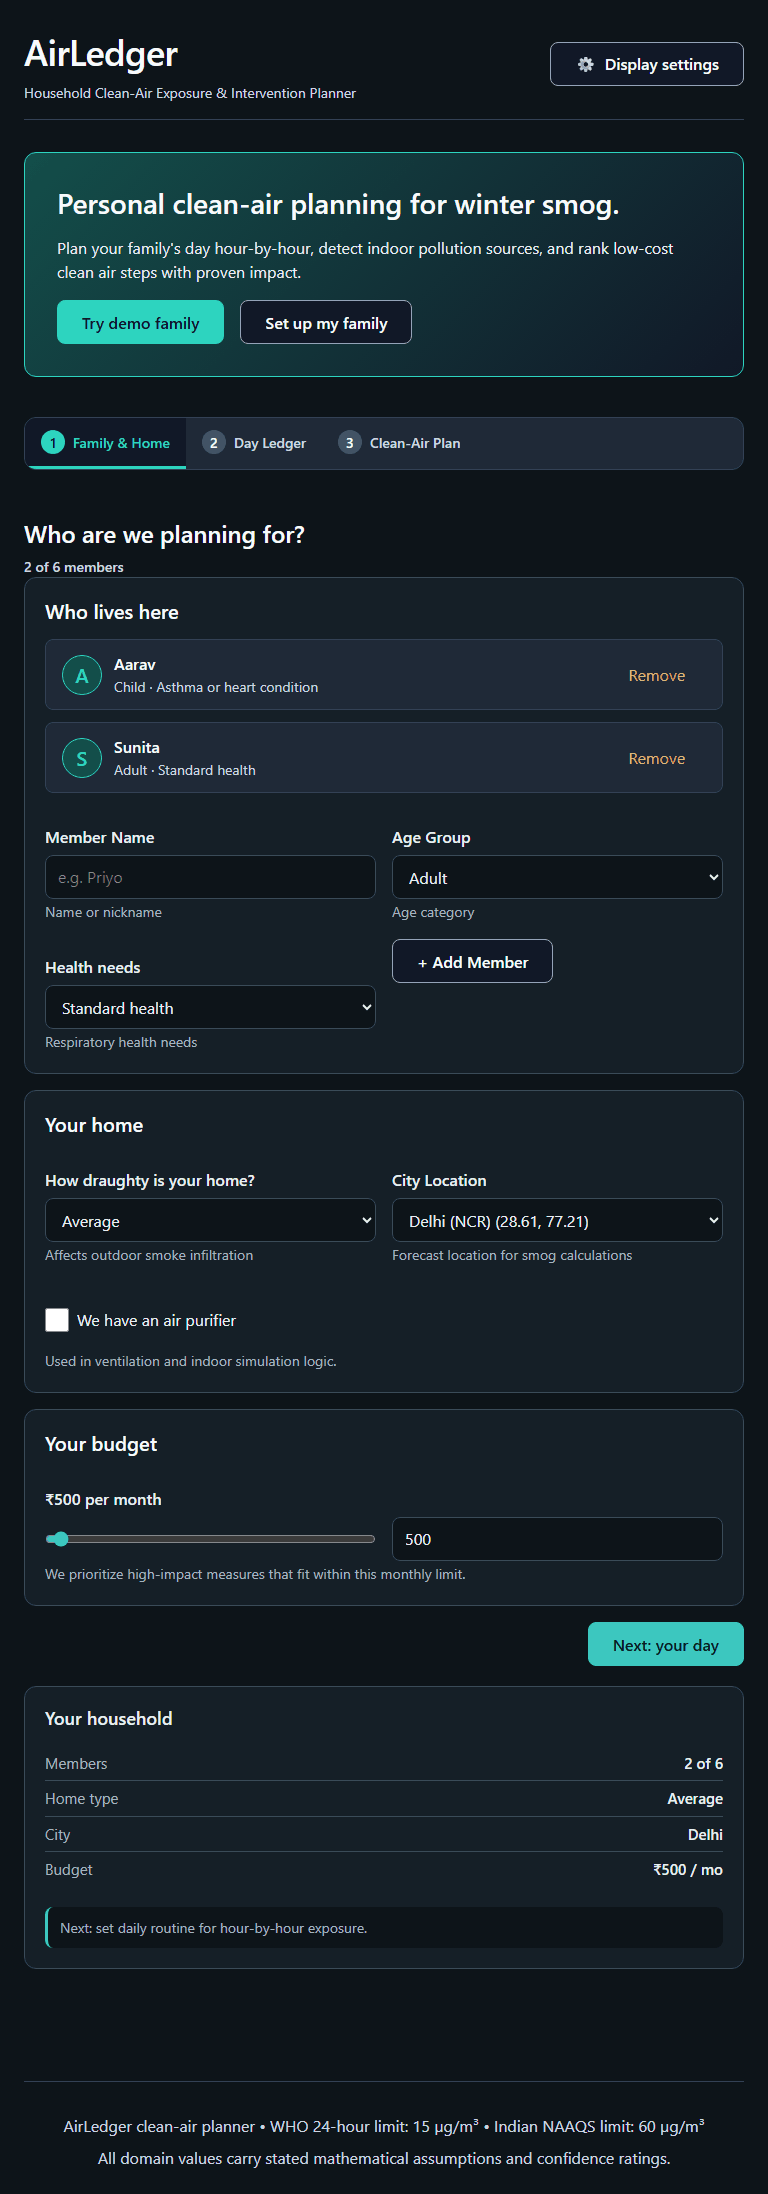 AirLedger
Household Clean-Air Exposure & Intervention Planner
Display settings
Personal clean-air planning for winter smog.
Plan your family's day hour-by-hour, detect indoor pollution sources, and rank low-cost
clean air steps with proven impact.
Try demo family
Set up my family
1 Family & Home
2 Day Ledger
3 Clean-Air Plan
Who are we planning for?
2 of 6 members
Who lives here
A
Aarav
Child · Asthma or heart condition
Remove
S
Sunita
Adult · Standard health
Remove
Member Name
e.g. Priyo
Name or nickname
Age Group
Adult
Age category
Health needs
Standard health
Respiratory health needs
+ Add Member
Your home
How draughty is your home?
Average
Affects outdoor smoke infiltration
City Location
Delhi (NCR) (28.61, 77.21)
Forecast location for smog calculations
We have an air purifier
Used in ventilation and indoor simulation logic.
Your budget
₹500 per month
500
We prioritize high-impact measures that fit within this monthly limit.
Next: your day
Your household
Members 2 of 6
Home type Average
City Delhi
Budget ₹500 / mo
Next: set daily routine for hour-by-hour exposure.
AirLedger clean-air planner • WHO 24-hour limit: 15 µg/m³ • Indian NAAQS limit: 60 µg/m³
All domain values carry stated mathematical assumptions and confidence ratings.